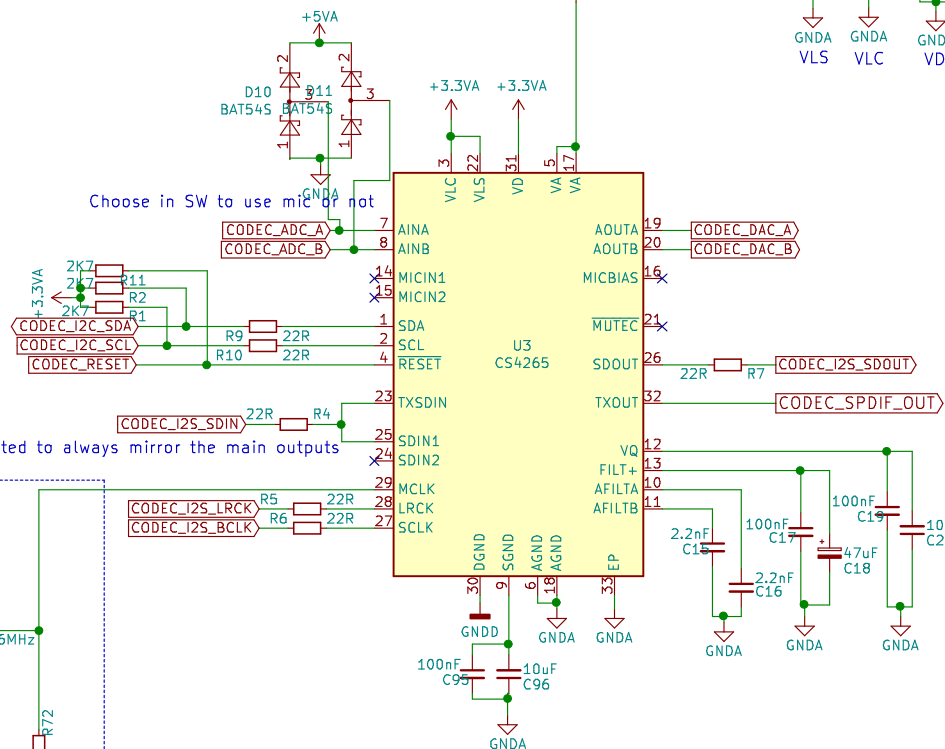 +5VA
GNDA
GNDA
GND
VLS
VLC
VD
2
2
D10
BAT54S
3
D11
BAT54S
3
1
1
GNDA
+3.3VA
+3.3VA
3
22
31
5
17
VLC
VLS
VD
VA
VA
Choose in SW to use mic or not
CODEC_ADC_A
7
AINA
AOUTA
19
CODEC_DAC_A
CODEC_ADC_B
8
AINB
AOUTB
20
CODEC_DAC_B
14
MICIN1
MICBIAS
16
15
MICIN2
+3.3VA
2K7
R11
2K7
R2
2K7
R1
CODEC_I2C_SDA
R9
22R
1
SDA
MUTEC
21
CODEC_I2C_SCL
R10
22R
2
SCL
U3
CS4265
CODEC_RESET
4
RESET
SDOUT
26
22R
R7
CODEC_I2S_SDOUT
23
TXSDIN
TXOUT
32
CODEC_SPDIF_OUT
CODEC_I2S_SDIN
22R
R4
25
SDIN1
ted to always mirror the main outputs
24
SDIN2
VQ
12
FILT+
13
29
MCLK
AFILTA
10
CODEC_I2S_LRCK
R5
22R
28
LRCK
AFILTB
11
CODEC_I2S_BCLK
R6
22R
27
SCLK
100nF
C19
10
C2
100nF
C17
+
47uF
C18
2.2nF
C15
2.2nF
C16
DGND
SGND
AGND
AGND
EP
30
9
6
18
33
GNDD
GNDA
GNDA
GNDA
GNDA
GNDA
6MHz
100nF
C95
10uF
C96
R72
GNDA